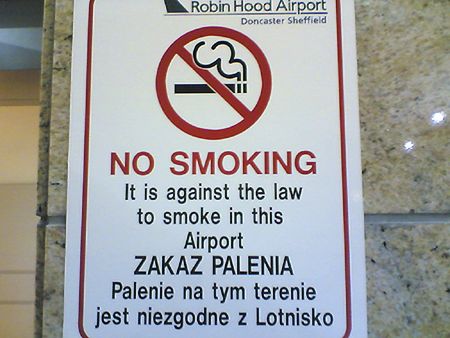 Robin Hood Airport
Doncaster Sheffield
NO SMOKING
It is against the law
to smoke in this
Airport
ZAKAZ PALENIA
Palenie na tym terenie
jest niezgodne z Lotnisko